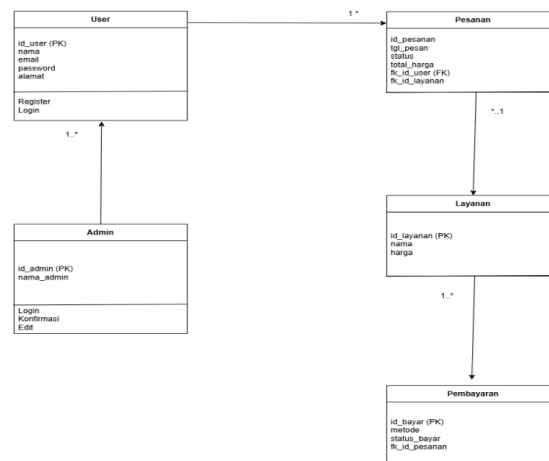 User
id_user (PK)
nama
email
password
alamat
Register
Login
1 *
Pesanan
id_pesanan
tgl_pesan
status
total_harga
fk_id_user (FK)
fk_id_layanan
1..*
*..1
Admin
id_admin (PK)
nama_admin
Login
Konfirmasi
Edit
Layanan
id_layanan (PK)
nama
harga
1..*
Pembayaran
id_bayar (PK)
metode
status_bayar
fk_id_pesanan